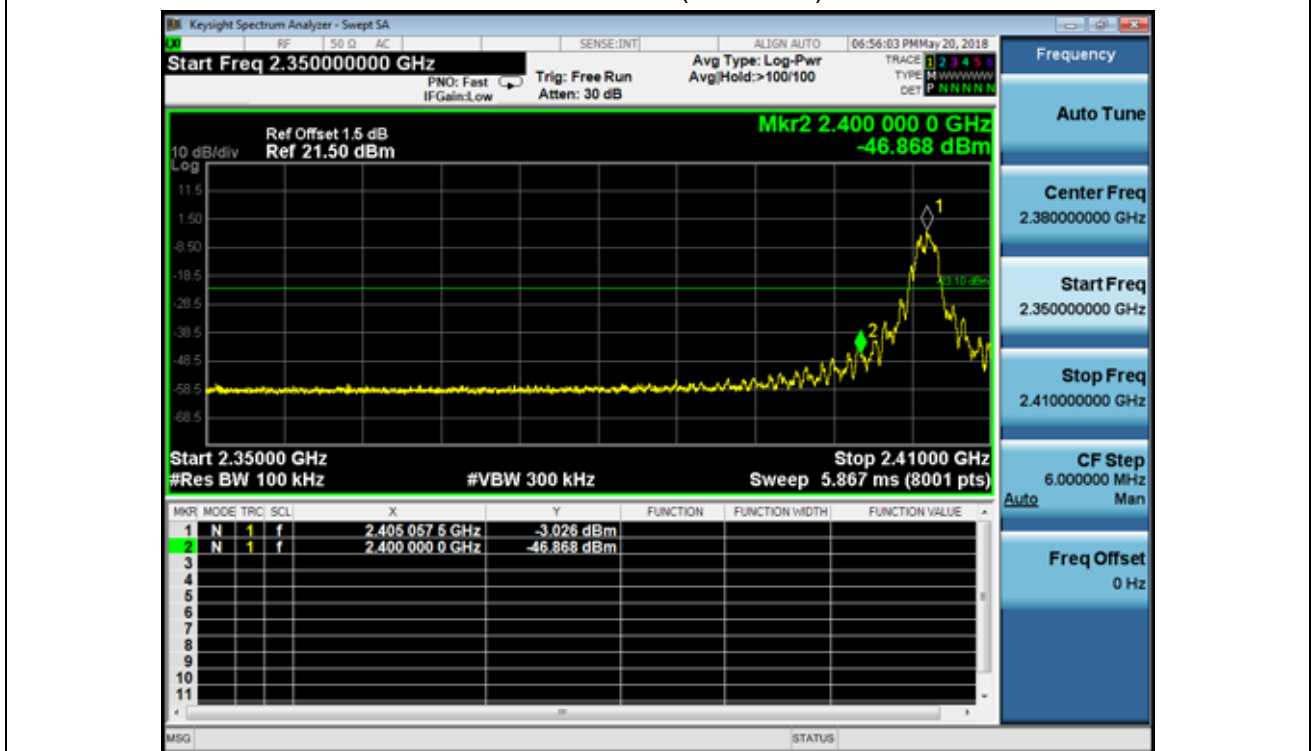 Keysight Spectrum Analyzer - Swept SA
LXI RF 50 Ω AC SENSE:INT ALIGN AUTO 06:56:03 PMMay 20, 2018
Start Freq 2.350000000 GHz
PNO: Fast
IFGain:Low
Trig: Free Run
Atten: 30 dB
Avg Type: Log-Pwr
Avg|Hold:>100/100
TRACE 1 2 3 4 5 6
TYPE M WWWWW
DET P N N N N N
Mkr2 2.400 000 0 GHz
-46.868 dBm
Ref Offset 1.5 dB
10 dB/div Ref 21.50 dBm
Log
11.5
1.50
-8.50
-18.5
-28.5
-38.5
-48.5
-58.5
-68.5
1
-23.10 dBm
2
Start 2.35000 GHz Stop 2.41000 GHz
#Res BW 100 kHz #VBW 300 kHz Sweep 5.867 ms (8001 pts)
MKR MODE TRC SCL X Y FUNCTION FUNCTION WIDTH FUNCTION VALUE
1 N 1 f 2.405 057 5 GHz -3.026 dBm
2 N 1 f 2.400 000 0 GHz -46.868 dBm
3
4
5
6
7
8
9
10
11
MSG STATUS
Frequency
Auto Tune
Center Freq
2.380000000 GHz
Start Freq
2.350000000 GHz
Stop Freq
2.410000000 GHz
CF Step
6.000000 MHz
Auto Man
Freq Offset
0 Hz